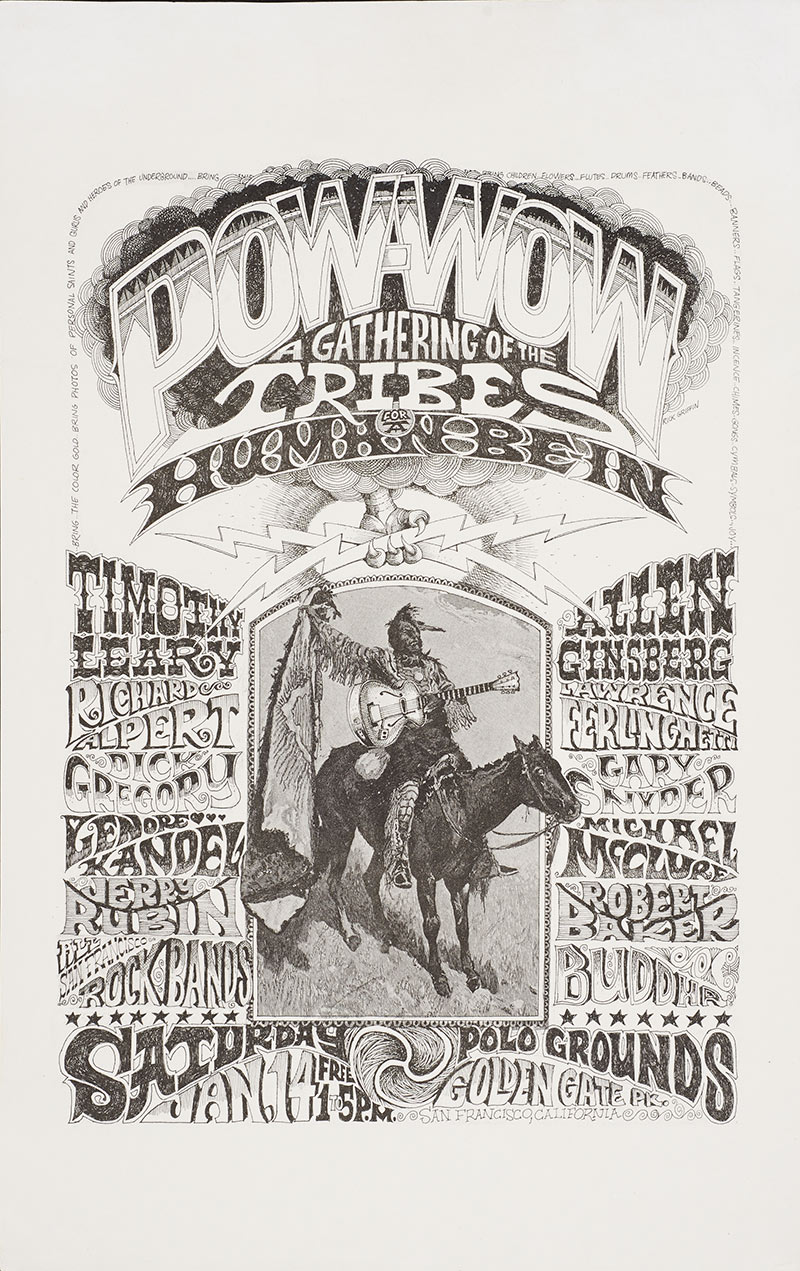 BRING THE COLOR GOLD BRING PHOTOS OF PERSONAL SAINTS AND GURUS AND HEROES OF THE UNDERGROUND.... BRING
BRING CHILDREN..FLOWERS...FLUTES..DRUMS..FEATHERS..BANDS..BEADS..BANNERS..FLAGS, TANGERINES, INCENSE..CHIMES..GONGS..CYMBALS..SYMBOLS..JOY..
POW-WOW
A GATHERING OF THE
TRIBES
FOR A
HUMAN BE IN
RICK GRIFFIN
TIMOTHY
LEARY
RICHARD
ALPERT
DICK
GREGORY
LEDORE
KANDEL
JERRY
RUBIN
ALL
SAN FRANCISCO
ROCK BANDS
ALLEN
GINSBERG
LAWRENCE
FERLINGHETTI
GARY
SNYDER
MICHAEL
MCCLURE
ROBERT
BAKER
BUDDHA
SATURDAY
JAN. 14 FREE 1 TO 5 P.M.
POLO GROUNDS
GOLDEN GATE PK.
SAN FRANCISCO, CALIFORNIA